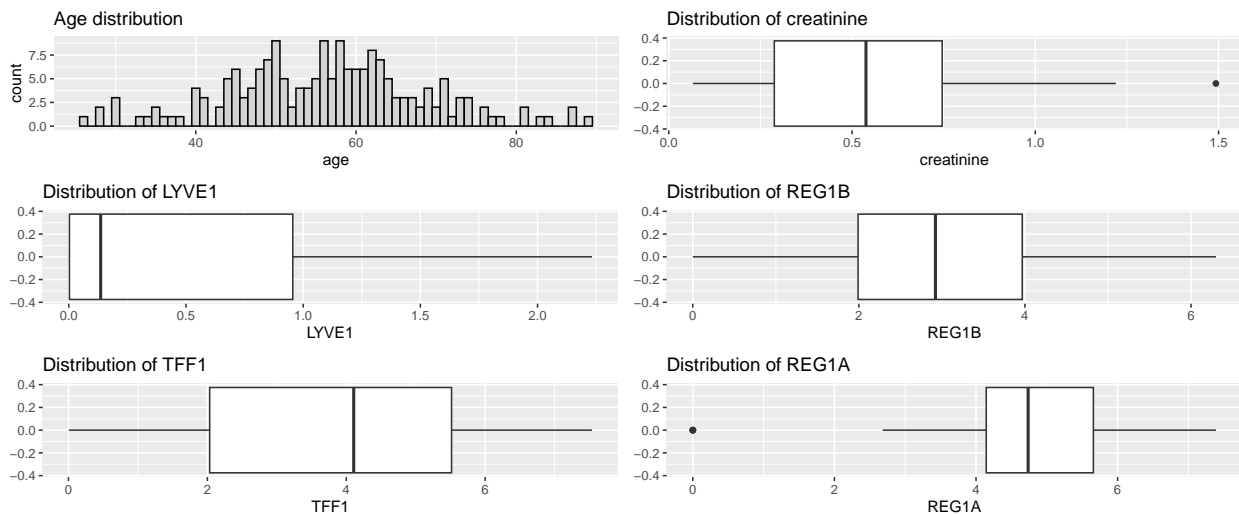 Age distribution
7.5
5.0
2.5
0.0
count
40 60 80
age
Distribution of creatinine
0.4
0.2
0.0
−0.2
−0.4
0.0 0.5 1.0 1.5
creatinine
Distribution of LYVE1
0.4
0.2
0.0
−0.2
−0.4
0.0 0.5 1.0 1.5 2.0
LYVE1
Distribution of REG1B
0.4
0.2
0.0
−0.2
−0.4
0 2 4 6
REG1B
Distribution of TFF1
0.4
0.2
0.0
−0.2
−0.4
0 2 4 6
TFF1
Distribution of REG1A
0.4
0.2
0.0
−0.2
−0.4
0 2 4 6
REG1A